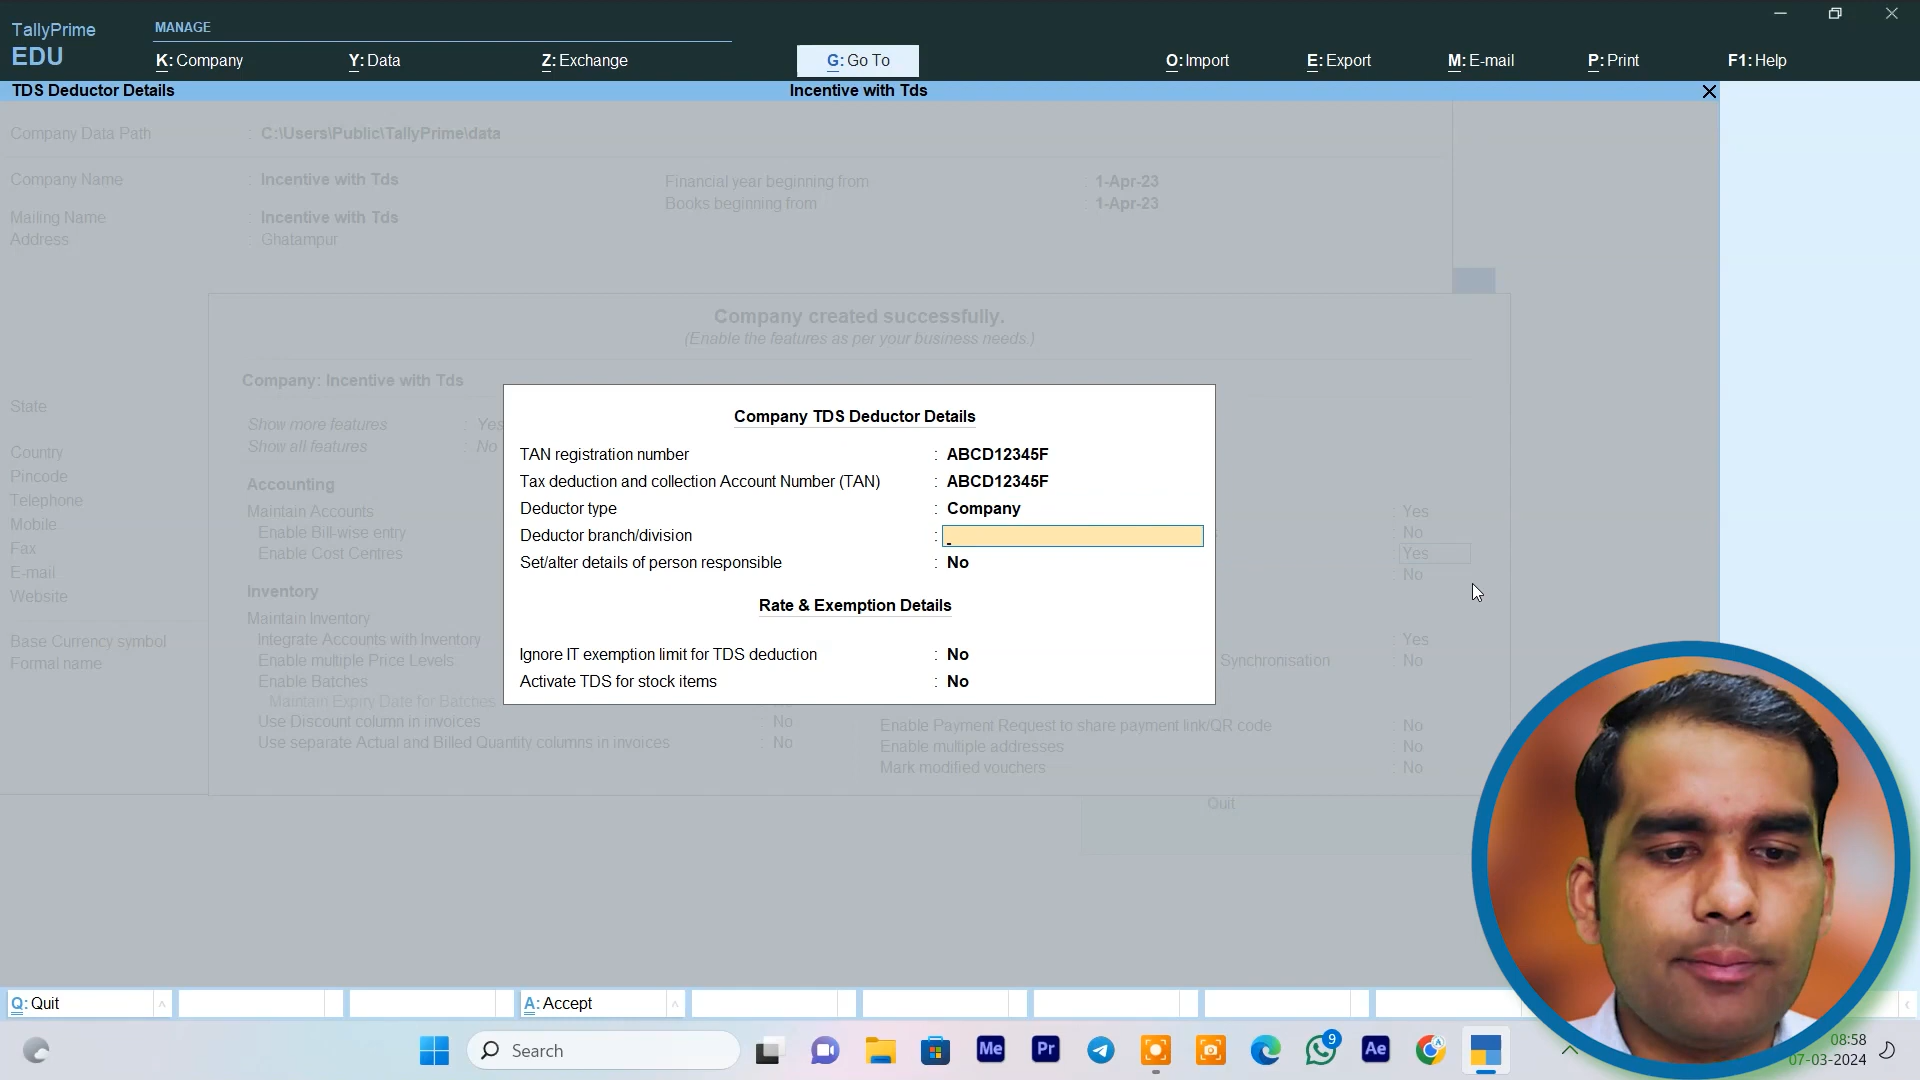 TallyPrime
EDU
MANAGE
K: Company
Y: Data
Z: Exchange
G: Go To
O: Import
E: Export
M: E-mail
P: Print
F1: Help
TDS Deductor Details
Incentive with Tds
Company Data Path : C:\Users\Public\TallyPrime\data
Company Name : Incentive with Tds
Financial year beginning from : 1-Apr-23
Books beginning from : 1-Apr-23
Mailing Name : Incentive with Tds
Address : Ghatampur
Company created successfully.
(Enable the features as per your business needs.)
Company: Incentive with Tds
State
Show more features : Yes
Show all features : No
Country
Pincode
Telephone
Mobile
Fax
E-mail
Website
Base Currency symbol
Formal name
Accounting
Maintain Accounts
Enable Bill-wise entry
Enable Cost Centres
Inventory
Maintain Inventory
Integrate Accounts with Inventory
Enable multiple Price Levels
Enable Batches
Maintain Expiry Date for Batches
Use Discount column in invoices : No
Use separate Actual and Billed Quantity columns in invoices : No
Company TDS Deductor Details
TAN registration number : ABCD12345F
Tax deduction and collection Account Number (TAN) : ABCD12345F
Deductor type : Company
Deductor branch/division :
Set/alter details of person responsible : No
Rate & Exemption Details
Ignore IT exemption limit for TDS deduction : No
Activate TDS for stock items : No
: Yes
: No
: Yes
: No
: Yes
Synchronisation : No
Enable Payment Request to share payment link/QR code : No
Enable multiple addresses : No
Mark modified vouchers : No
Quit
Q: Quit
A: Accept
Search
Me
Pr
9
Ae
A
08:58
07-03-2024